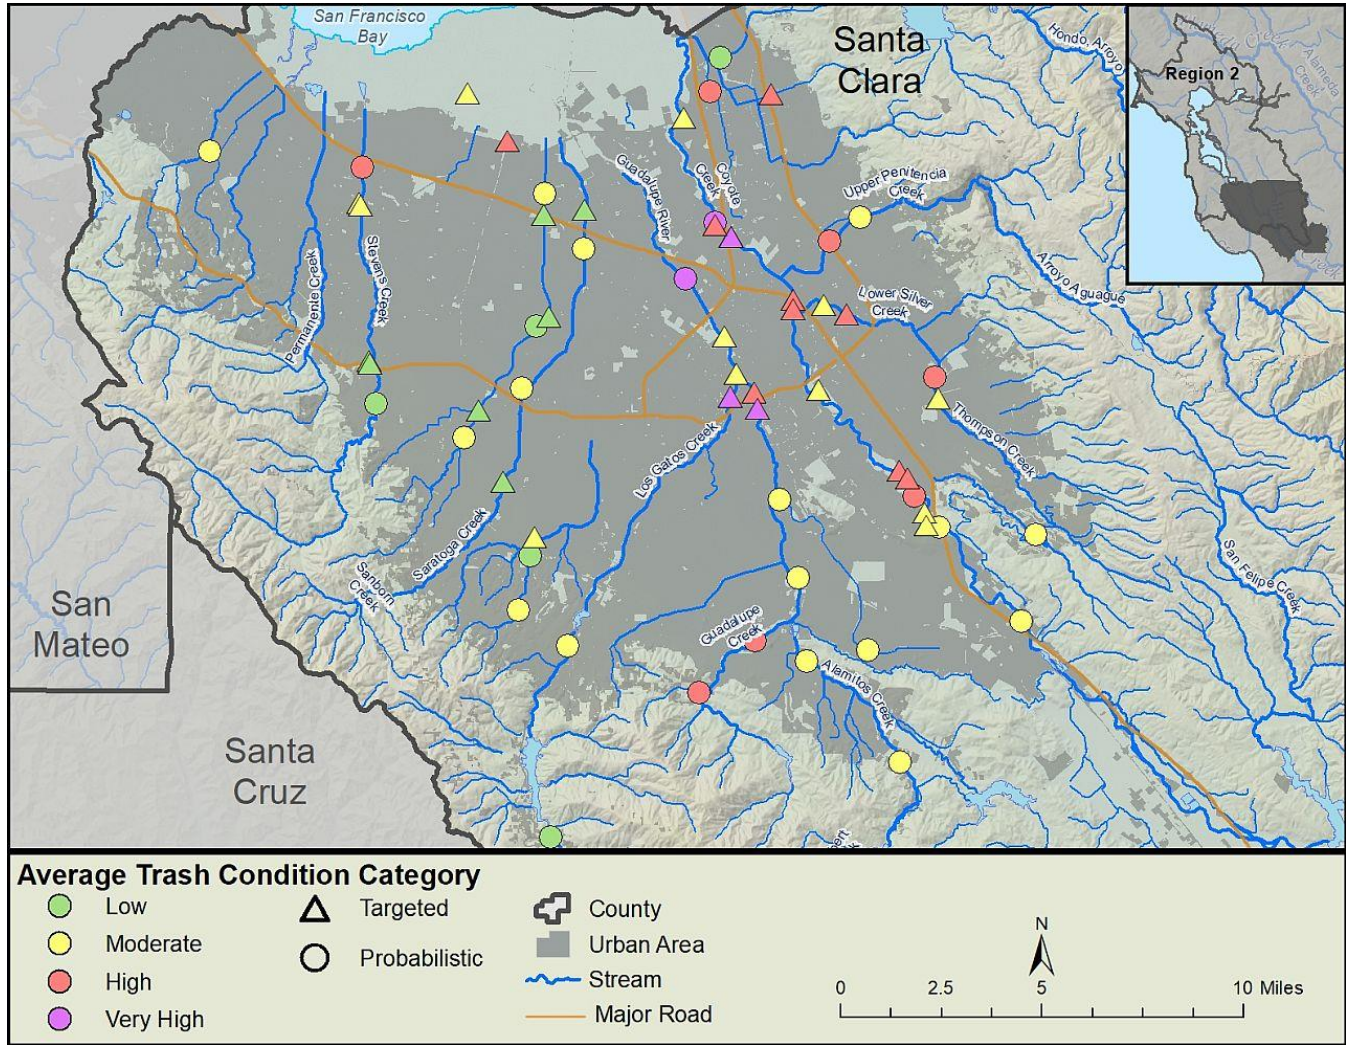 San Francisco
Bay
Santa
Clara
Hondo, Arroyo
Region 2
Alameda
Creek
Creek
Guadalupe River
Coyote
Creek
Upper Penitencia
Creek
Arroyo Aguague
Stevens Creek
Permanente Creek
Lower Silver
Creek
Thompson Creek
Los Gatos Creek
Saratoga Creek
Sanborn
Creek
San Felipe Creek
San
Mateo
Guadalupe
Creek
Alamitos Creek
Santa
Cruz
Average Trash Condition Category
Low
Moderate
High
Very High
Targeted
Probabilistic
County
Urban Area
Stream
Major Road
N
0 2.5 5 10 Miles